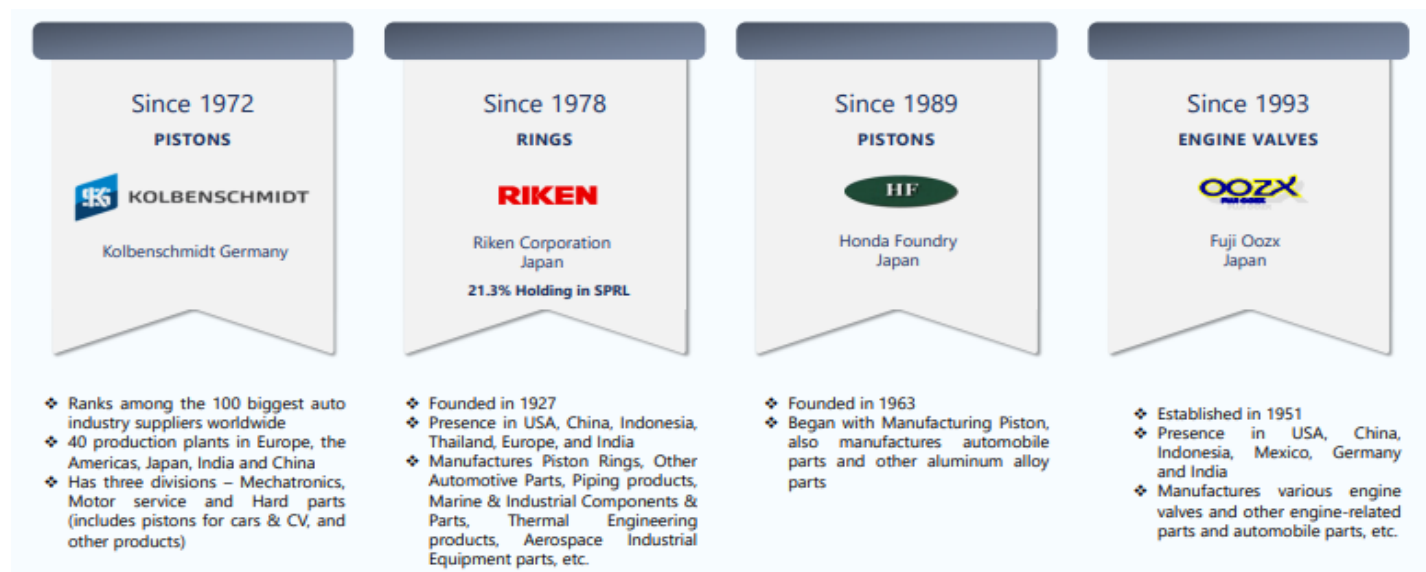 Since 1972
PISTONS
KS KOLBENSCHMIDT
Kolbenschmidt Germany
❖ Ranks among the 100 biggest auto
industry suppliers worldwide
❖ 40 production plants in Europe, the
Americas, Japan, India and China
❖ Has three divisions – Mechatronics,
Motor service and Hard parts
(includes pistons for cars & CV, and
other products)
Since 1978
RINGS
RIKEN
Riken Corporation
Japan
21.3% Holding in SPRL
❖ Founded in 1927
❖ Presence in USA, China, Indonesia,
Thailand, Europe, and India
❖ Manufactures Piston Rings, Other
Automotive Parts, Piping products,
Marine & Industrial Components &
Parts, Thermal Engineering
products, Aerospace Industrial
Equipment parts, etc.
Since 1989
PISTONS
HF
Honda Foundry
Japan
❖ Founded in 1963
❖ Began with Manufacturing Piston,
also manufactures automobile
parts and other aluminum alloy
parts
Since 1993
ENGINE VALVES
OOZX
FUJI OOZX
Fuji Oozx
Japan
❖ Established in 1951
❖ Presence in USA, China,
Indonesia, Mexico, Germany
and India
❖ Manufactures various engine
valves and other engine-related
parts and automobile parts, etc.